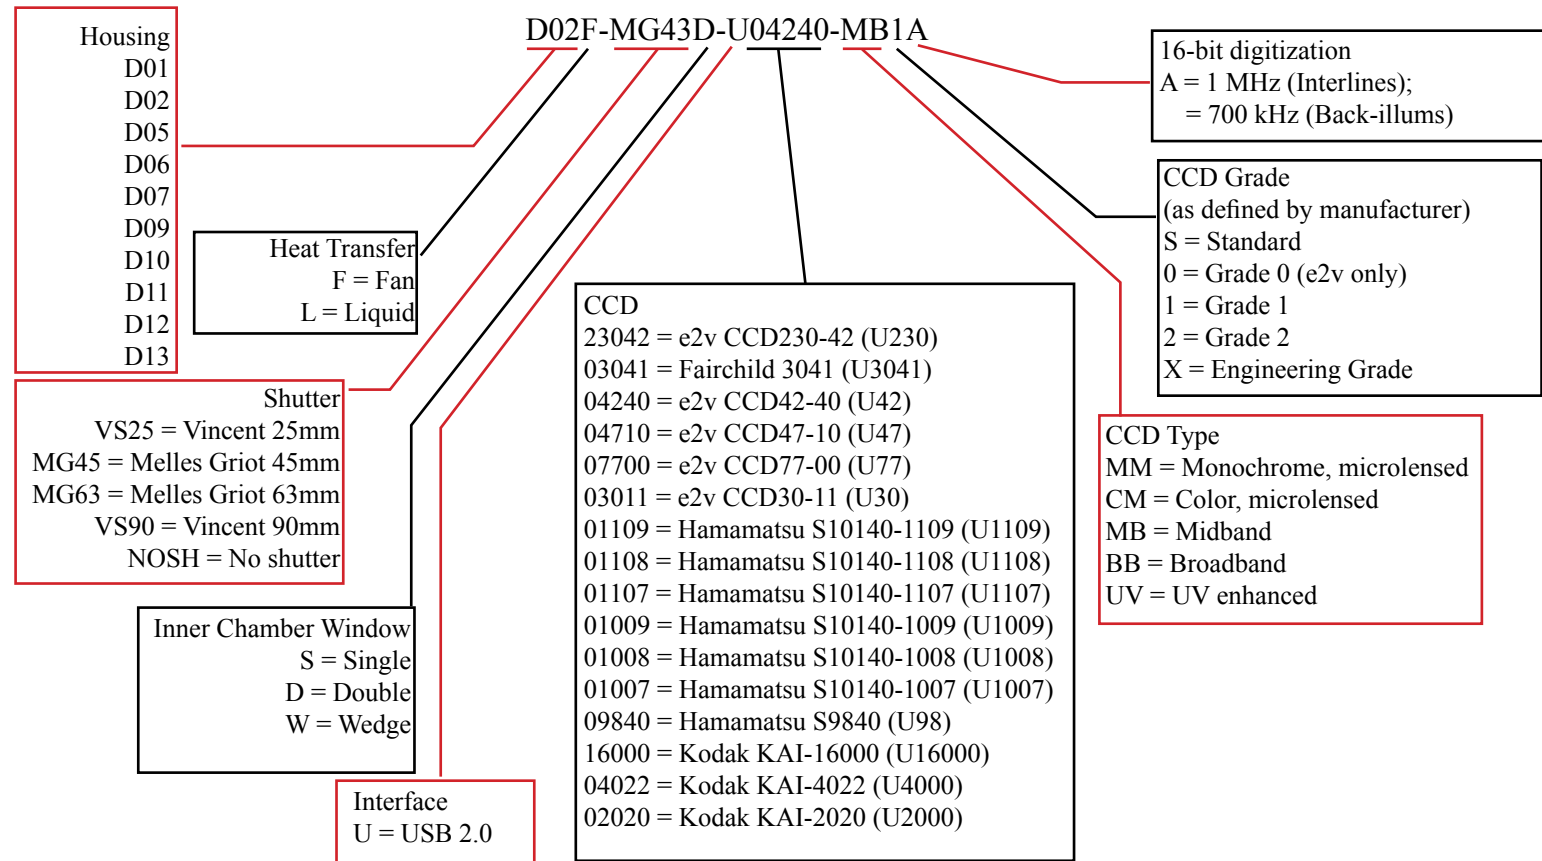 D02F-MG43D-U04240-MB1A
Housing
D01
D02
D05
D06
D07
D09
D10
D11
D12
D13
Heat Transfer
F = Fan
L = Liquid
Shutter
VS25 = Vincent 25mm
MG45 = Melles Griot 45mm
MG63 = Melles Griot 63mm
VS90 = Vincent 90mm
NOSH = No shutter
Inner Chamber Window
S = Single
D = Double
W = Wedge
Interface
U = USB 2.0
CCD
23042 = e2v CCD230-42 (U230)
03041 = Fairchild 3041 (U3041)
04240 = e2v CCD42-40 (U42)
04710 = e2v CCD47-10 (U47)
07700 = e2v CCD77-00 (U77)
03011 = e2v CCD30-11 (U30)
01109 = Hamamatsu S10140-1109 (U1109)
01108 = Hamamatsu S10140-1108 (U1108)
01107 = Hamamatsu S10140-1107 (U1107)
01009 = Hamamatsu S10140-1009 (U1009)
01008 = Hamamatsu S10140-1008 (U1008)
01007 = Hamamatsu S10140-1007 (U1007)
09840 = Hamamatsu S9840 (U98)
16000 = Kodak KAI-16000 (U16000)
04022 = Kodak KAI-4022 (U4000)
02020 = Kodak KAI-2020 (U2000)
16-bit digitization
A = 1 MHz (Interlines);
= 700 kHz (Back-illums)
CCD Grade
(as defined by manufacturer)
S = Standard
0 = Grade 0 (e2v only)
1 = Grade 1
2 = Grade 2
X = Engineering Grade
CCD Type
MM = Monochrome, microlensed
CM = Color, microlensed
MB = Midband
BB = Broadband
UV = UV enhanced